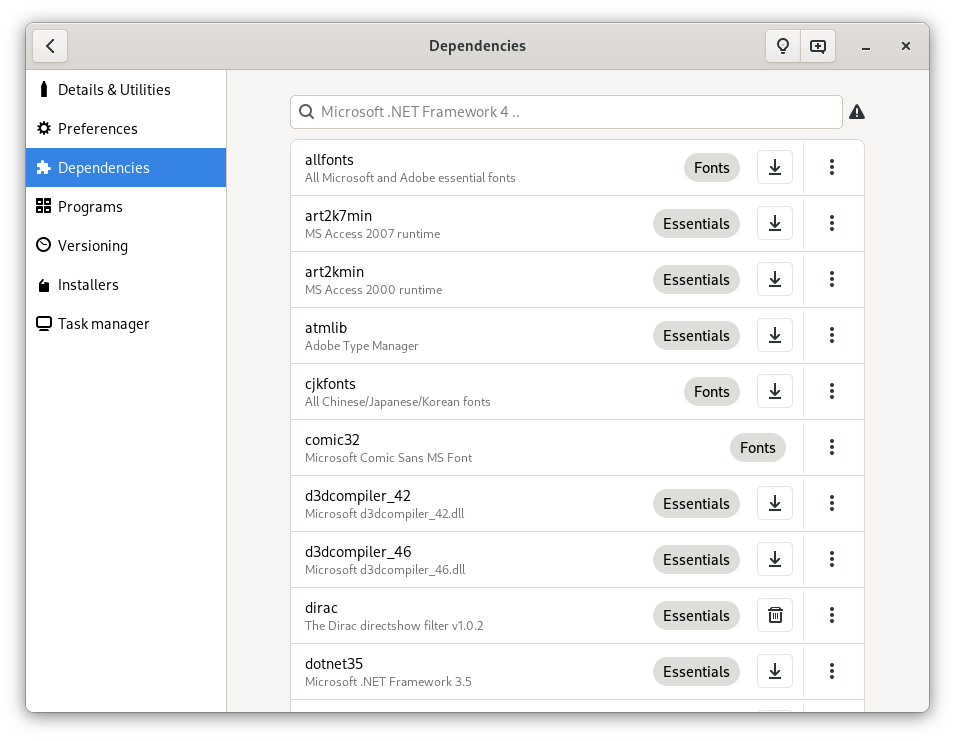 Dependencies
Details & Utilities
Preferences
Dependencies
Programs
Versioning
Installers
Task manager
Microsoft .NET Framework 4 ..
allfonts
All Microsoft and Adobe essential fonts
Fonts
art2k7min
MS Access 2007 runtime
Essentials
art2kmin
MS Access 2000 runtime
Essentials
atmlib
Adobe Type Manager
Essentials
cjkfonts
All Chinese/Japanese/Korean fonts
Fonts
comic32
Microsoft Comic Sans MS Font
Fonts
d3dcompiler_42
Microsoft d3dcompiler_42.dll
Essentials
d3dcompiler_46
Microsoft d3dcompiler_46.dll
Essentials
dirac
The Dirac directshow filter v1.0.2
Essentials
dotnet35
Microsoft .NET Framework 3.5
Essentials